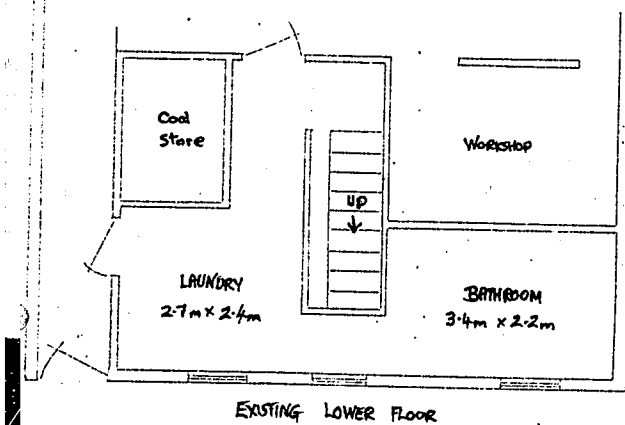 Coal
Store
WORKSHOP
UP
LAUNDRY
2.7m x 2.4m
BATHROOM
3.4m x 2.2m
EXISTING LOWER FLOOR